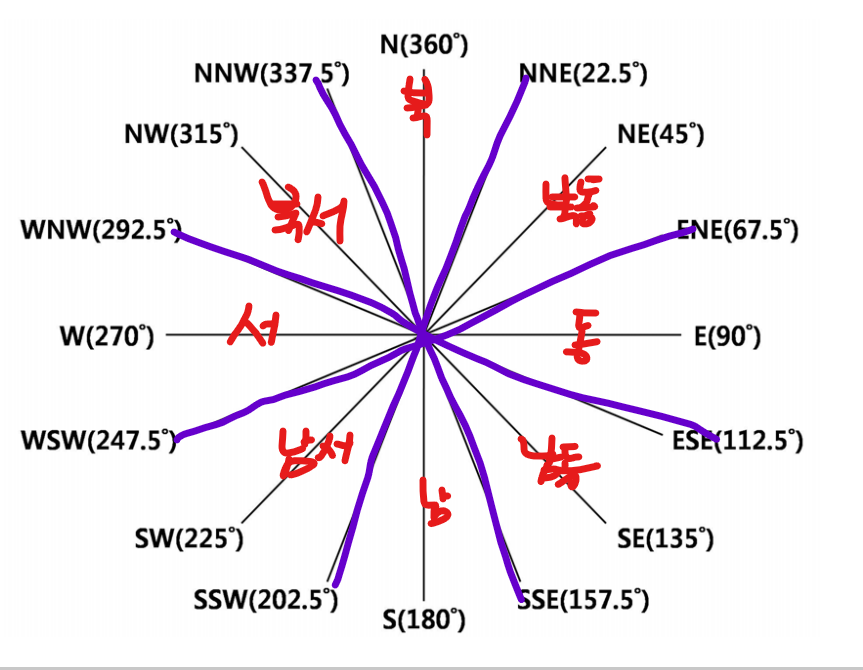 N(360°)
NNW(337.5°)
NNE(22.5°)
북
NW(315°)
NE(45°)
북서
북동
WNW(292.5°)
ENE(67.5°)
서
동
W(270°)
E(90°)
WSW(247.5°)
ESE(112.5°)
남서
남동
남
SW(225°)
SE(135°)
SSW(202.5°)
SSE(157.5°)
S(180°)